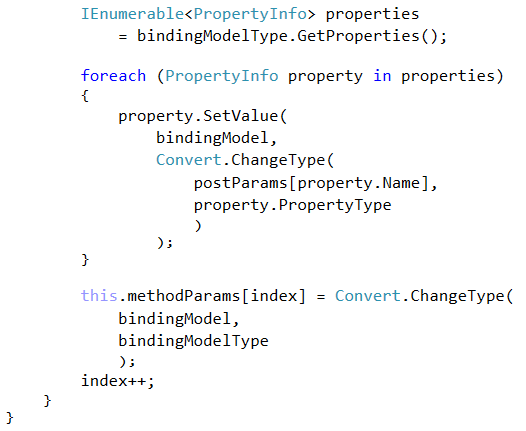 IEnumerable<PropertyInfo> properties
= bindingModelType.GetProperties();
foreach (PropertyInfo property in properties)
{
property.SetValue(
bindingModel,
Convert.ChangeType(
postParams[property.Name],
property.PropertyType
)
);
}
this.methodParams[index] = Convert.ChangeType(
bindingModel,
bindingModelType
);
index++;
}
}